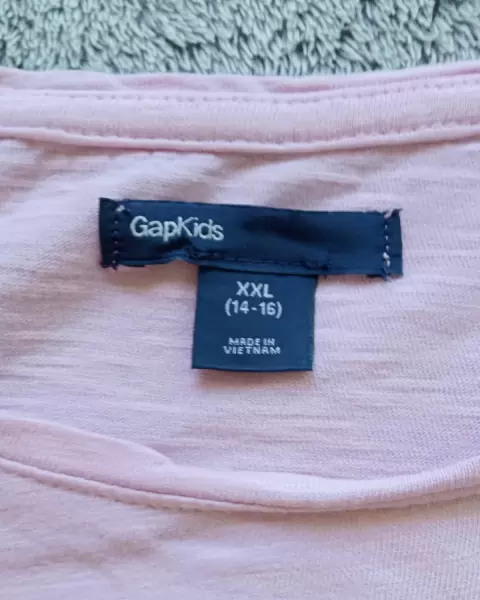 GapKids
XXL
(14-16)
MADE IN
VIETNAM